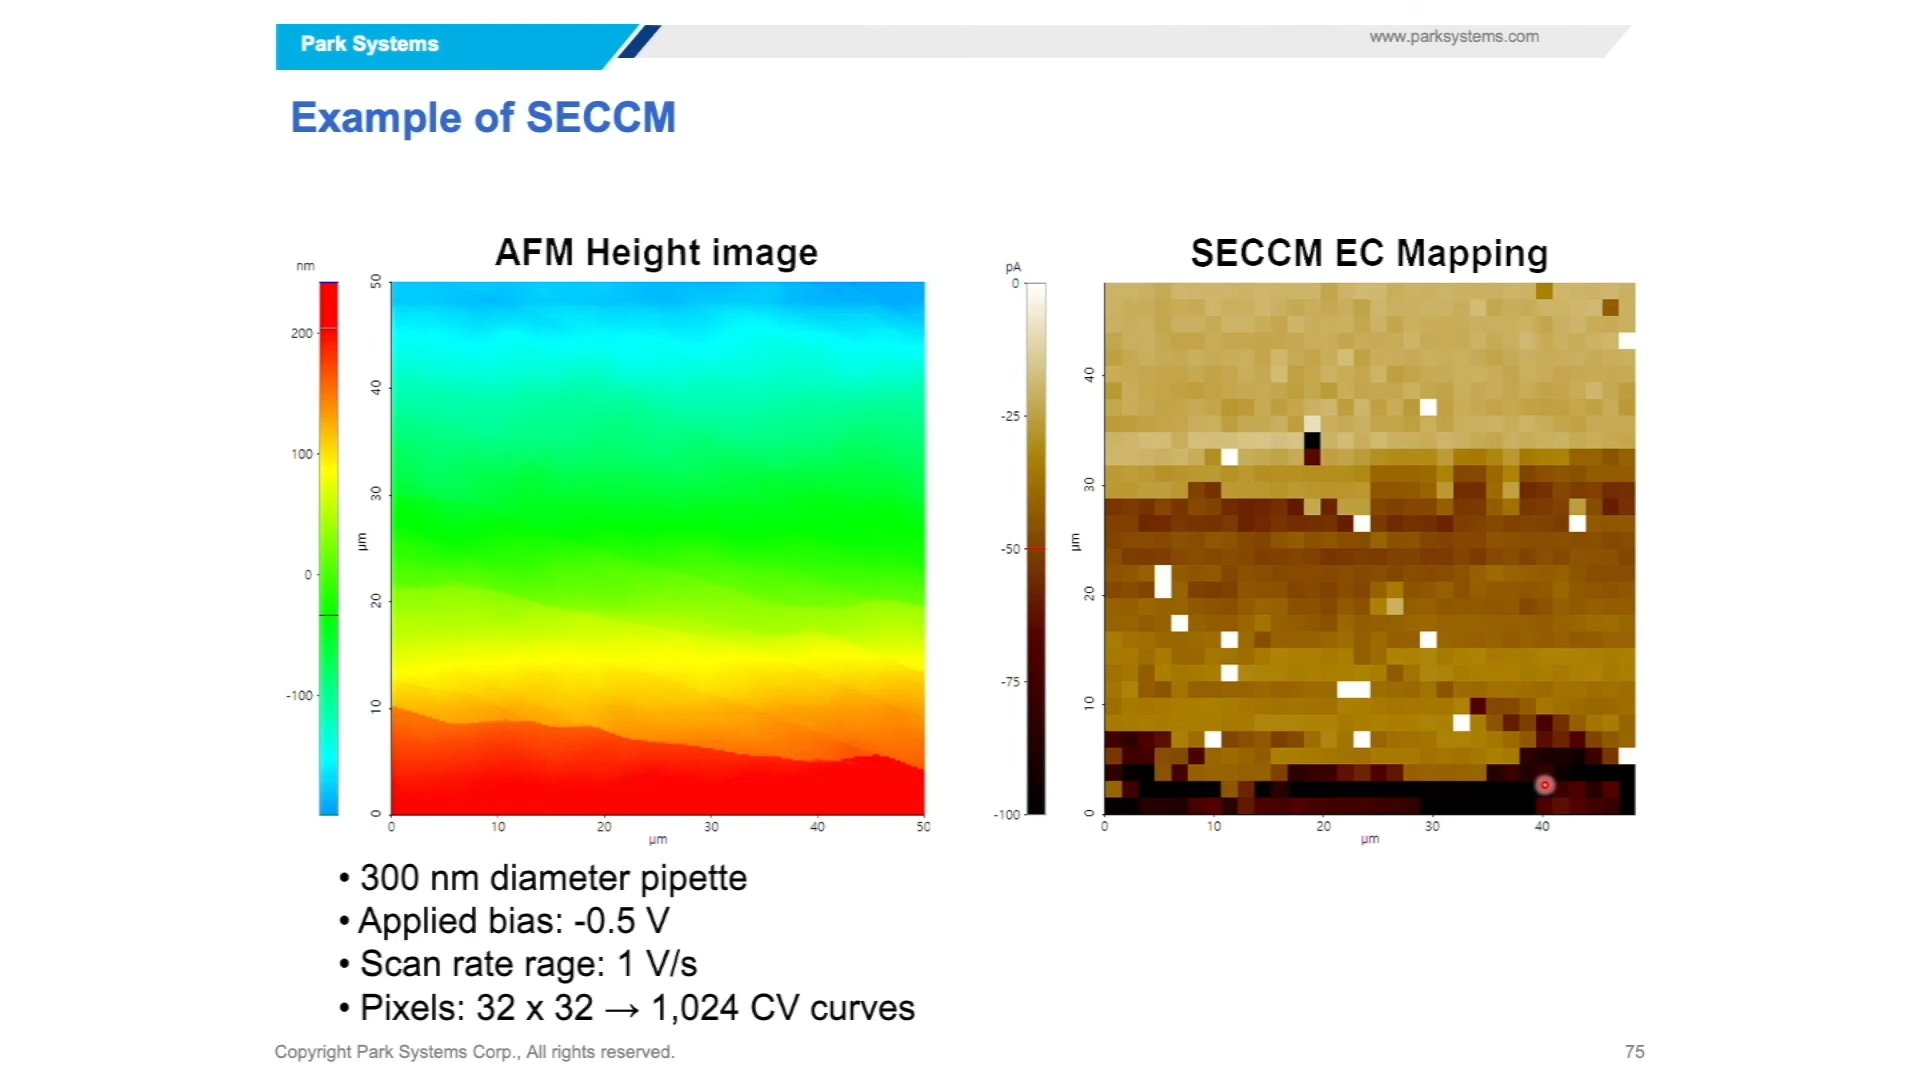 Park Systems
www.parksystems.com
Example of SECCM
AFM Height image
nm
200
100
0
-100
50
40
30
20
10
0
µm
0 10 20 30 40 50
µm
SECCM EC Mapping
pA
0
-25
-50
-75
-100
40
30
20
10
0
µm
0 10 20 30 40
µm
• 300 nm diameter pipette
• Applied bias: -0.5 V
• Scan rate rage: 1 V/s
• Pixels: 32 x 32 → 1,024 CV curves
Copyright Park Systems Corp., All rights reserved.
75